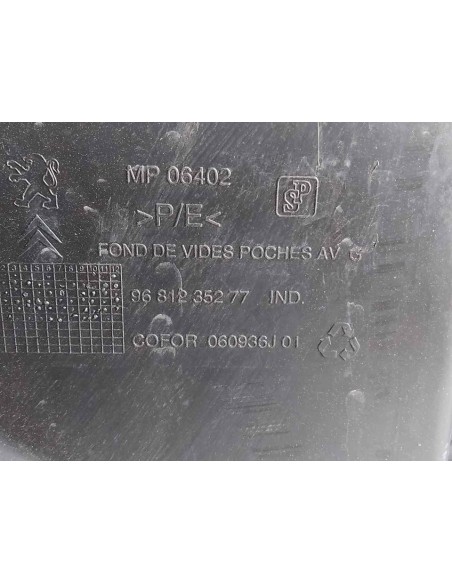 MP 06402
>P/E<
FOND DE VIDES POCHES AV G
96 812 352 77 IND.
COFOR 060936J 01